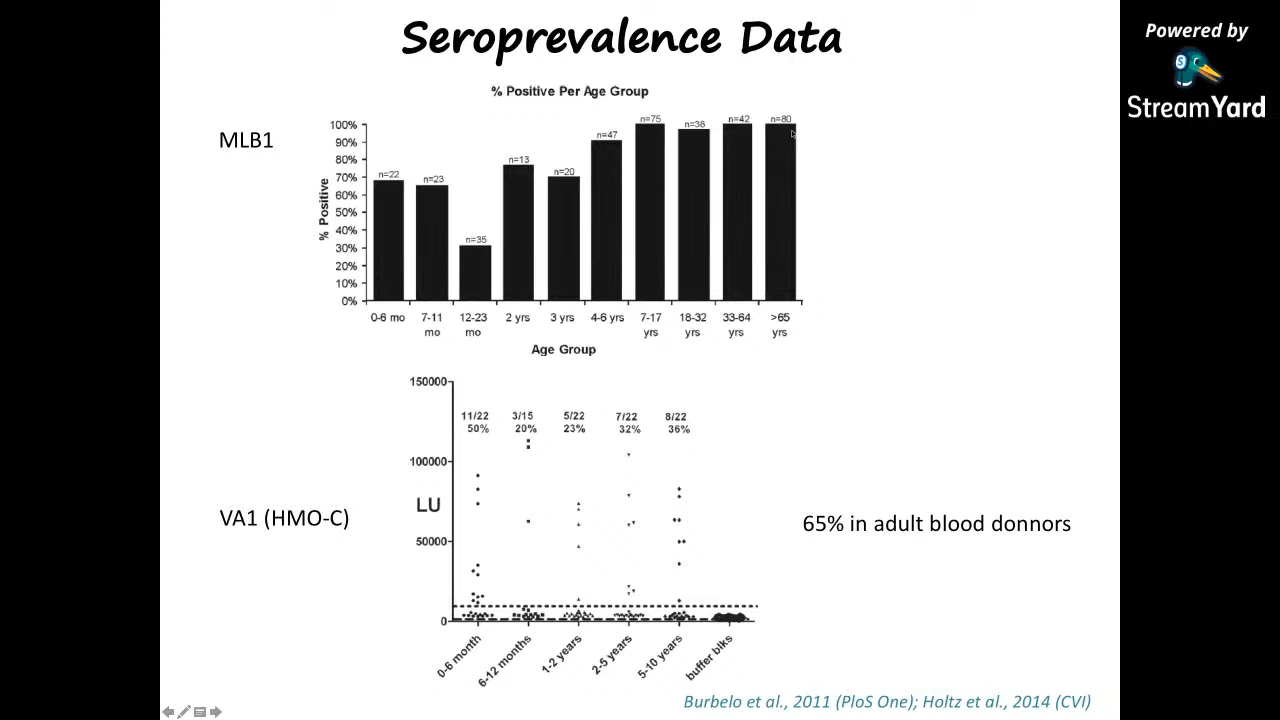 Seroprevalence Data
Powered by
StreamYard
% Positive Per Age Group
MLB1
% Positive
100%
90%
80%
70%
60%
50%
40%
30%
20%
10%
0%
n=22
n=23
n=35
n=13
n=20
n=47
n=75
n=38
n=42
n=80
0-6 mo
7-11 mo
12-23 mo
2 yrs
3 yrs
4-6 yrs
7-17 yrs
18-32 yrs
33-64 yrs
>65 yrs
Age Group
VA1 (HMO-C)
LU
150000
100000
50000
0
11/22
50%
3/15
20%
5/22
23%
7/22
32%
8/22
36%
0-6 month
6-12 months
1-2 years
2-5 years
5-10 years
buffer blks
65% in adult blood donnors
Burbelo et al., 2011 (PloS One); Holtz et al., 2014 (CVI)